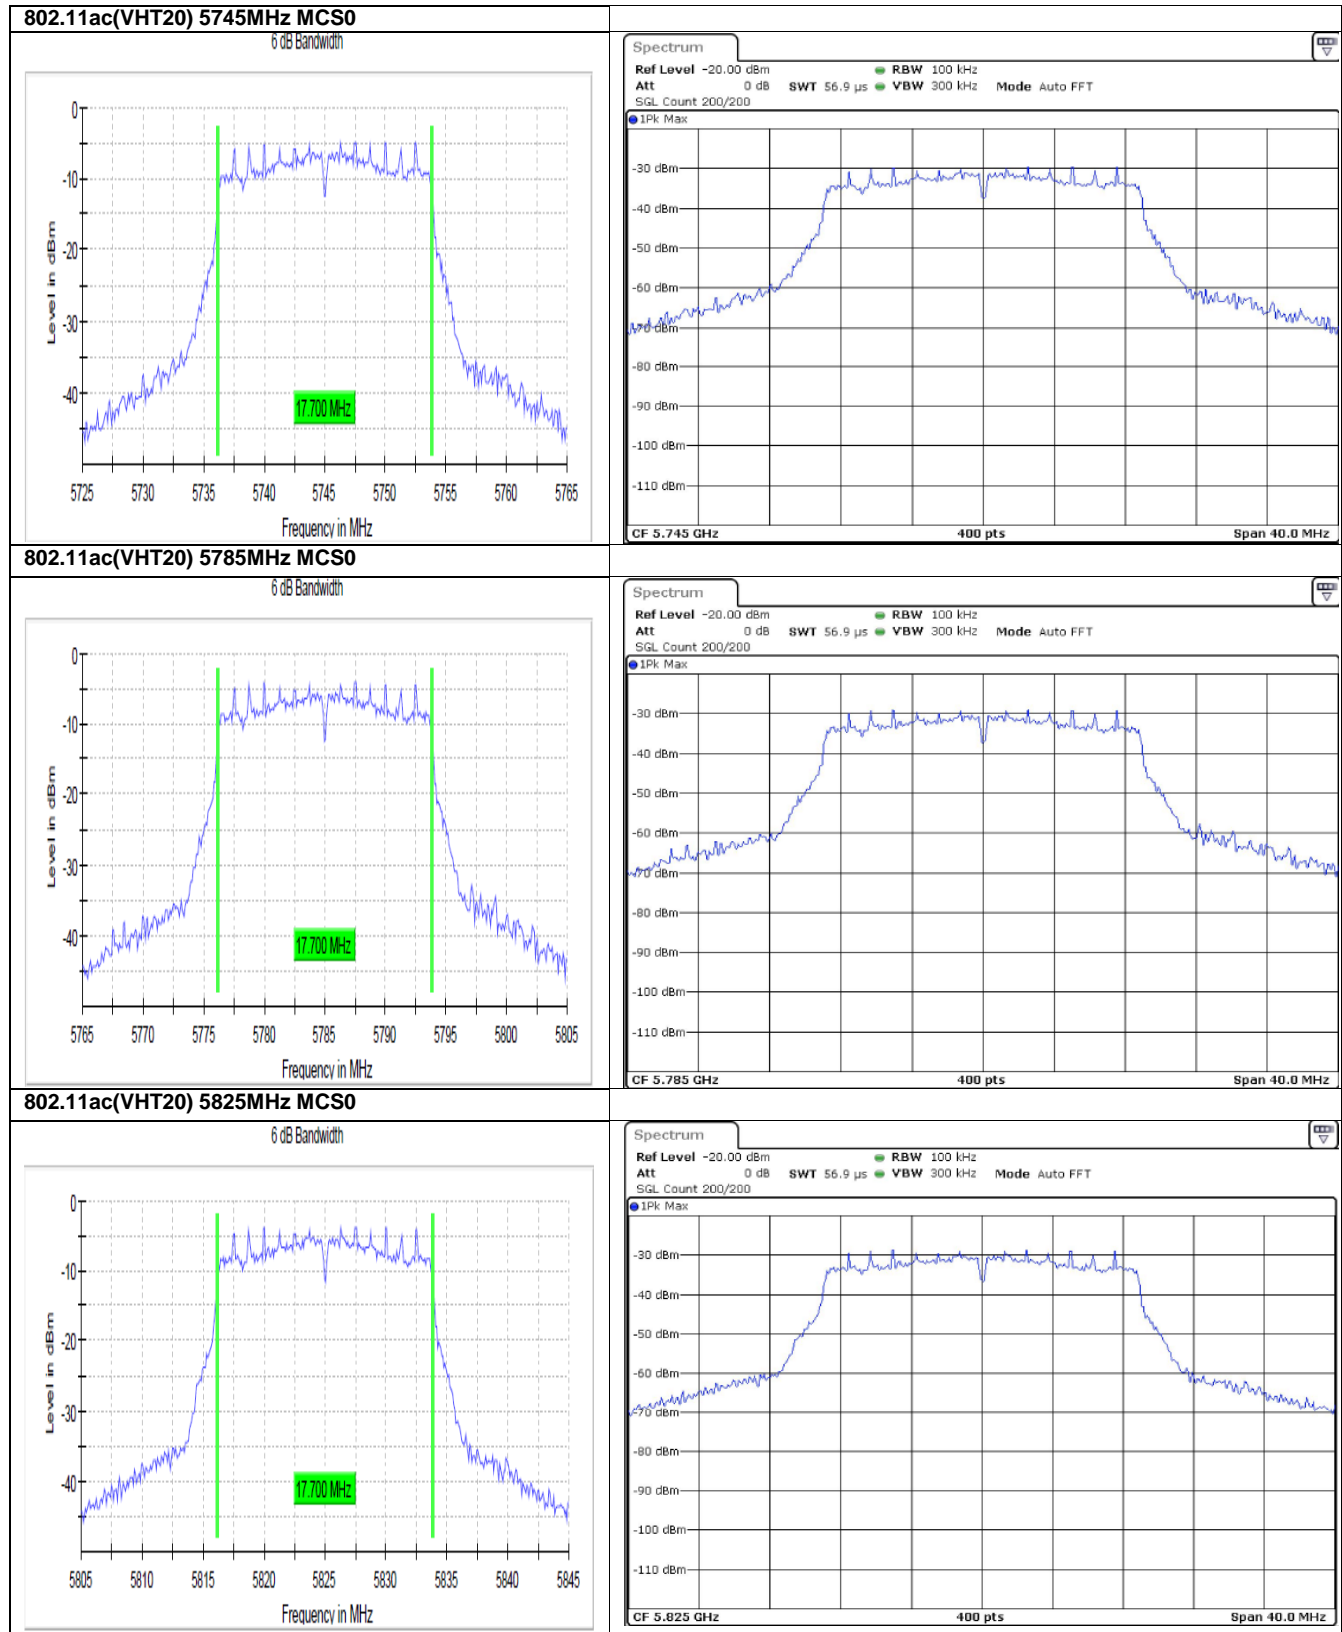 802.11ac(VHT20) 5745MHz MCS0
6 dB Bandwidth
0
-10
-20
-30
-40
Level in dBm
17.700 MHz
5725 5730 5735 5740 5745 5750 5755 5760 5765
Frequency in MHz
Spectrum
Ref Level -20.00 dBm RBW 100 kHz
Att 0 dB SWT 56.9 µs VBW 300 kHz Mode Auto FFT
SGL Count 200/200
1Pk Max
-30 dBm
-40 dBm
-50 dBm
-60 dBm
-70 dBm
-80 dBm
-90 dBm
-100 dBm
-110 dBm
CF 5.745 GHz 400 pts Span 40.0 MHz
802.11ac(VHT20) 5785MHz MCS0
6 dB Bandwidth
0
-10
-20
-30
-40
Level in dBm
17.700 MHz
5765 5770 5775 5780 5785 5790 5795 5800 5805
Frequency in MHz
Spectrum
Ref Level -20.00 dBm RBW 100 kHz
Att 0 dB SWT 56.9 µs VBW 300 kHz Mode Auto FFT
SGL Count 200/200
1Pk Max
-30 dBm
-40 dBm
-50 dBm
-60 dBm
-70 dBm
-80 dBm
-90 dBm
-100 dBm
-110 dBm
CF 5.785 GHz 400 pts Span 40.0 MHz
802.11ac(VHT20) 5825MHz MCS0
6 dB Bandwidth
0
-10
-20
-30
-40
Level in dBm
17.700 MHz
5805 5810 5815 5820 5825 5830 5835 5840 5845
Frequency in MHz
Spectrum
Ref Level -20.00 dBm RBW 100 kHz
Att 0 dB SWT 56.9 µs VBW 300 kHz Mode Auto FFT
SGL Count 200/200
1Pk Max
-30 dBm
-40 dBm
-50 dBm
-60 dBm
-70 dBm
-80 dBm
-90 dBm
-100 dBm
-110 dBm
CF 5.825 GHz 400 pts Span 40.0 MHz